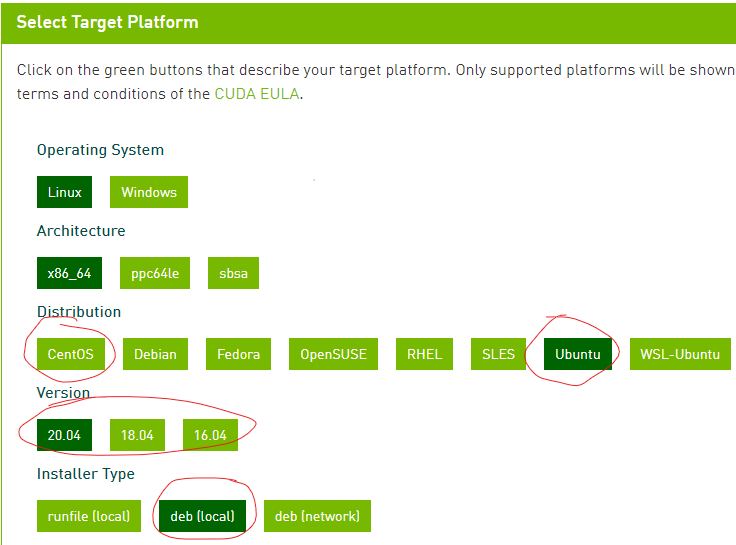 Select Target Platform
Click on the green buttons that describe your target platform. Only supported platforms will be shown
terms and conditions of the CUDA EULA.
Operating System
Linux Windows
Architecture
x86_64 ppc64le sbsa
Distribution
CentOS Debian Fedora OpenSUSE RHEL SLES Ubuntu WSL-Ubuntu
Version
20.04 18.04 16.04
Installer Type
runfile (local) deb (local) deb (network)